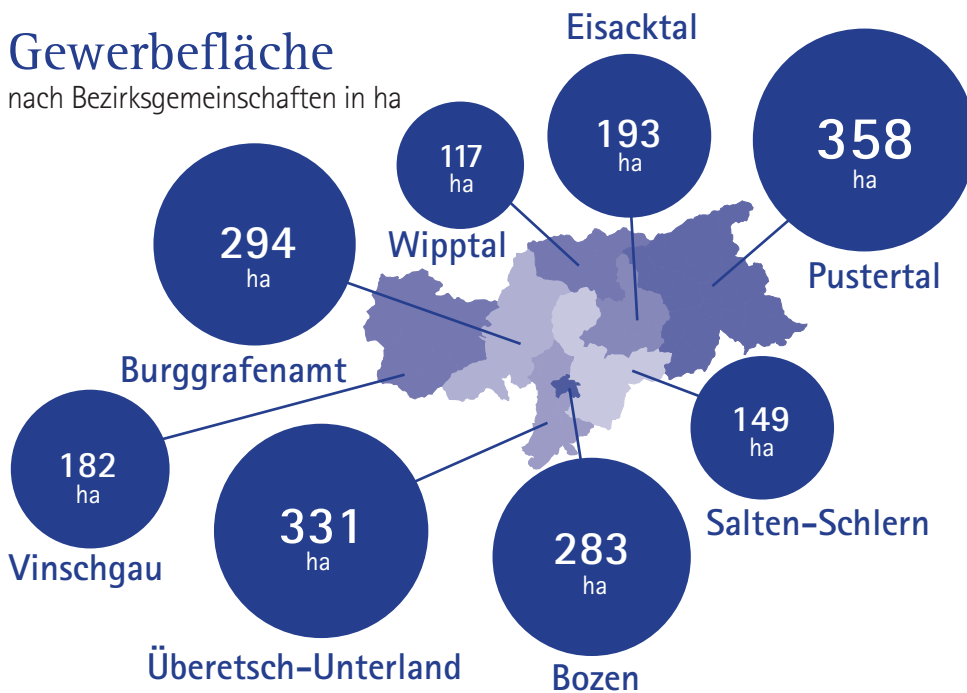 Gewerbefläche
nach Bezirksgemeinschaften in ha
Eisacktal
193
ha
358
ha
Pustertal
117
ha
Wipptal
294
ha
Burggrafenamt
182
ha
Vinschgau
331
ha
Überetsch-Unterland
283
ha
Bozen
149
ha
Salten-Schlern